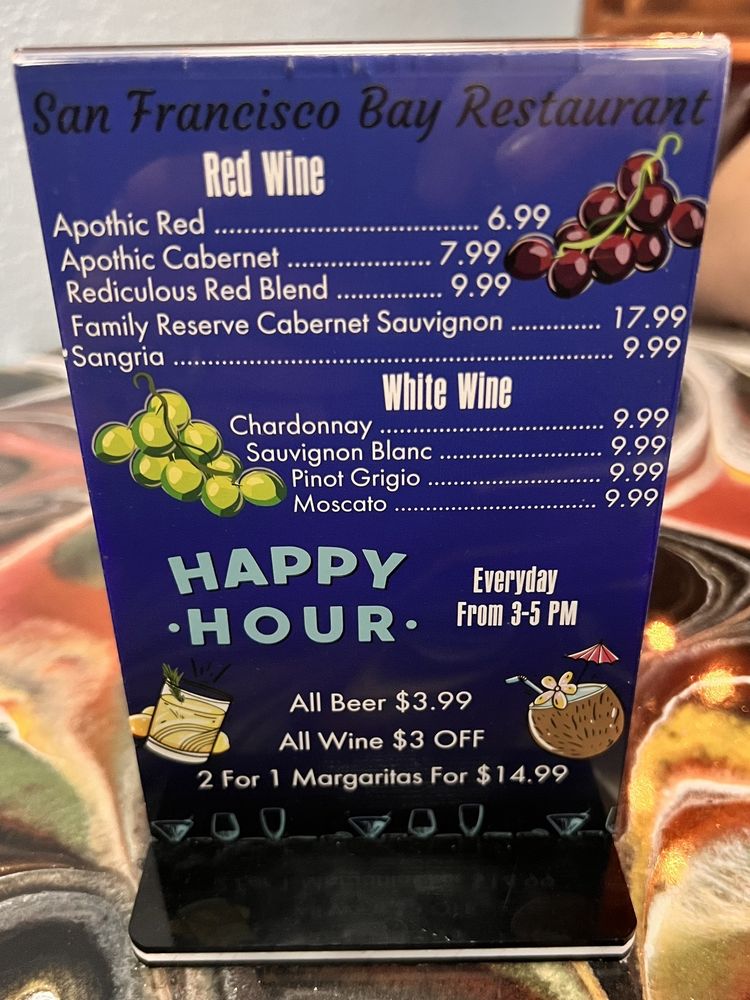 San Francisco Bay Restaurant
Red Wine
Apothic Red ........................................ 6.99
Apothic Cabernet ..................... 7.99
Rediculous Red Blend ............... 9.99
Family Reserve Cabernet Sauvignon ............. 17.99
Sangria .................................................................. 9.99
White Wine
Chardonnay ................................. 9.99
Sauvignon Blanc ........................ 9.99
Pinot Grigio .......................... 9.99
Moscato .............................. 9.99
HAPPY
·HOUR·
Everyday
From 3-5 PM
All Beer $3.99
All Wine $3 OFF
2 For 1 Margaritas For $14.99